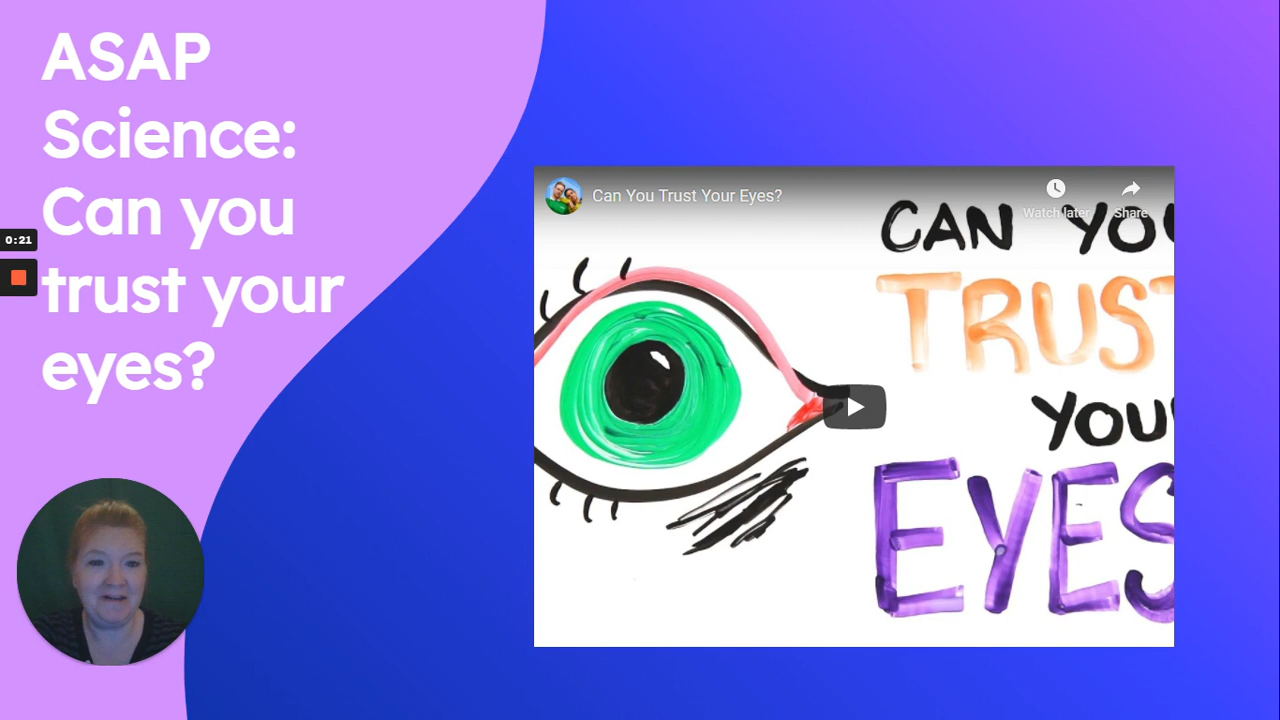 ASAP
Science:
Can you
trust your
eyes?
0:21
Can You Trust Your Eyes?
Watch later
Share
CAN YOU
TRUST
YOU
EYES